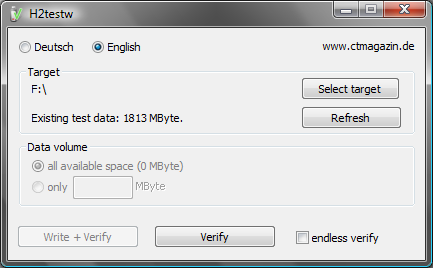 H2testw
Deutsch English www.ctmagazin.de
Target
F:\ Select target
Existing test data: 1813 MByte. Refresh
Data volume
all available space (0 MByte)
only MByte
Write + Verify Verify endless verify